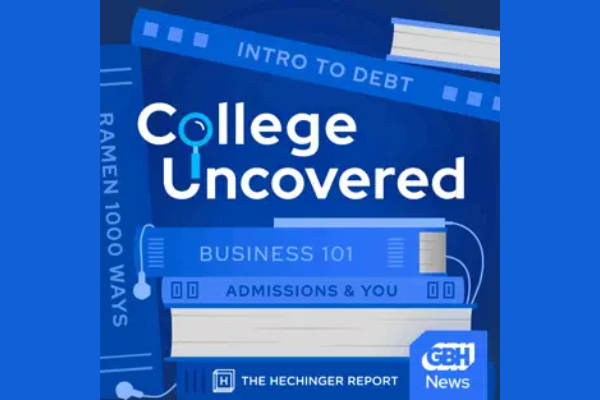 INTRO TO DEBT
College
Uncovered
RAMEN 1000 WAYS
BUSINESS 101
ADMISSIONS & YOU
H THE HECHINGER REPORT
GBH
News